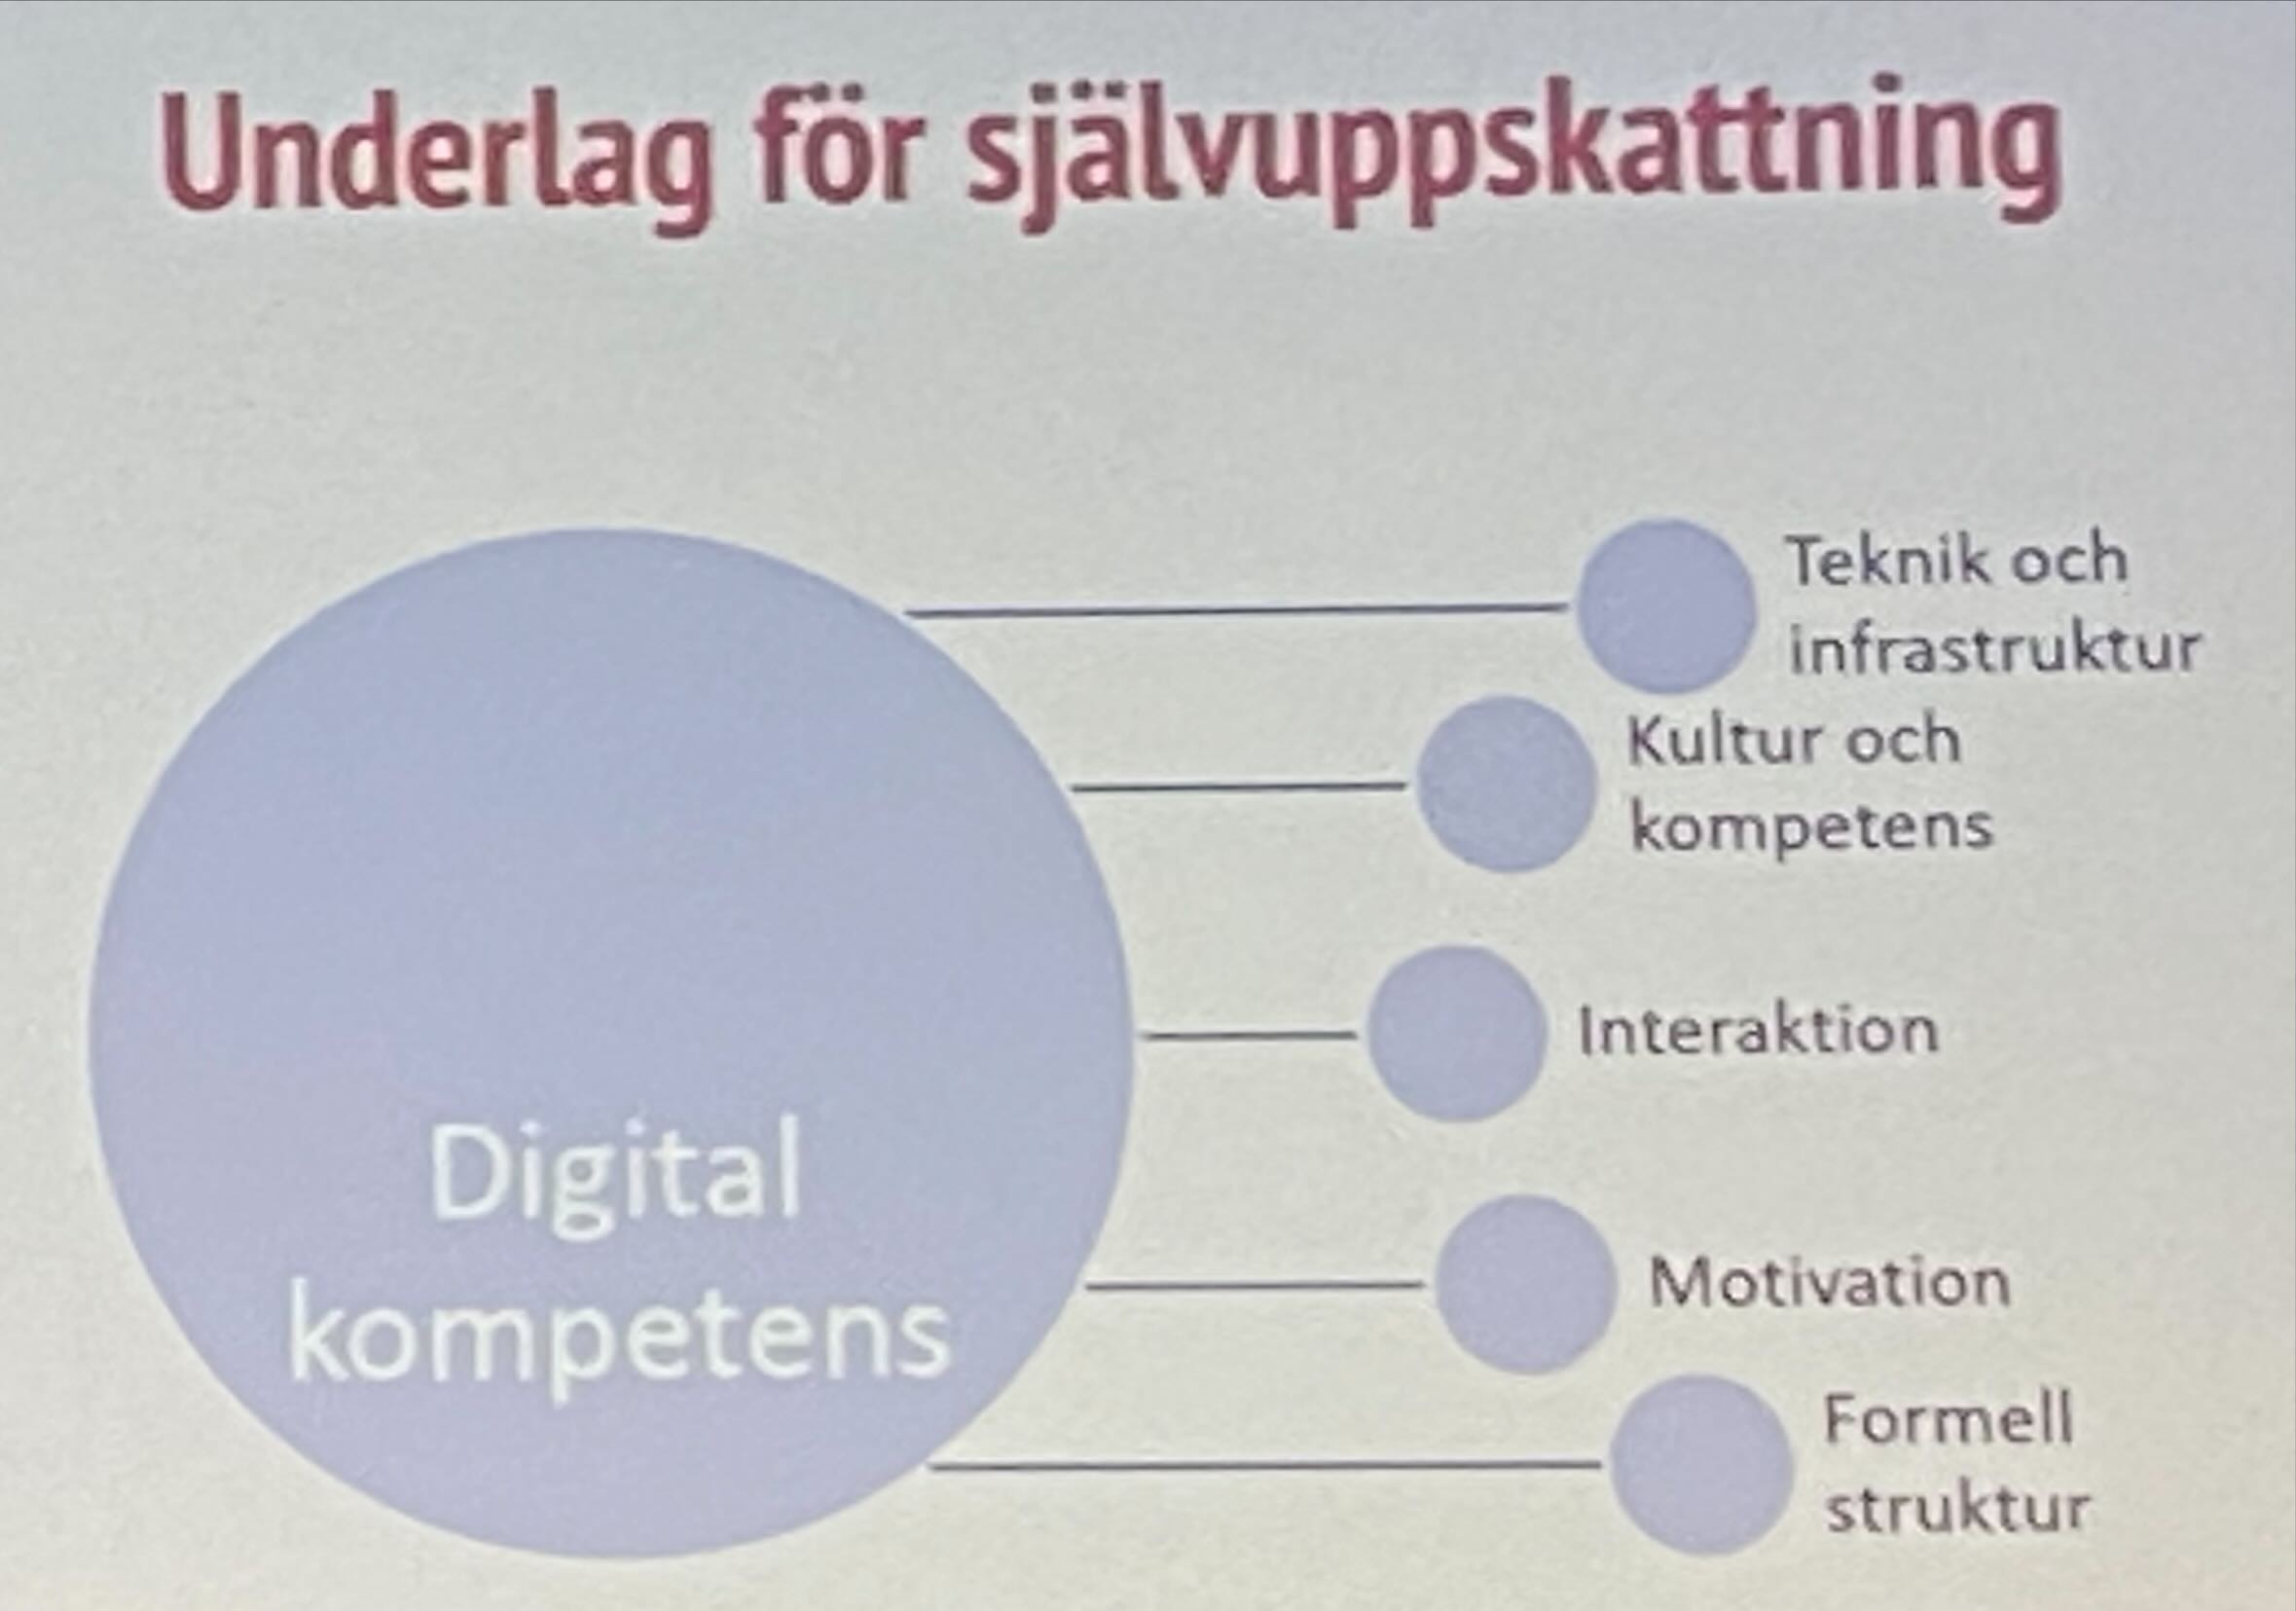 Underlag för självuppskattning
Digital
kompetens
Teknik och
infrastruktur
Kultur och
kompetens
Interaktion
Motivation
Formell
struktur